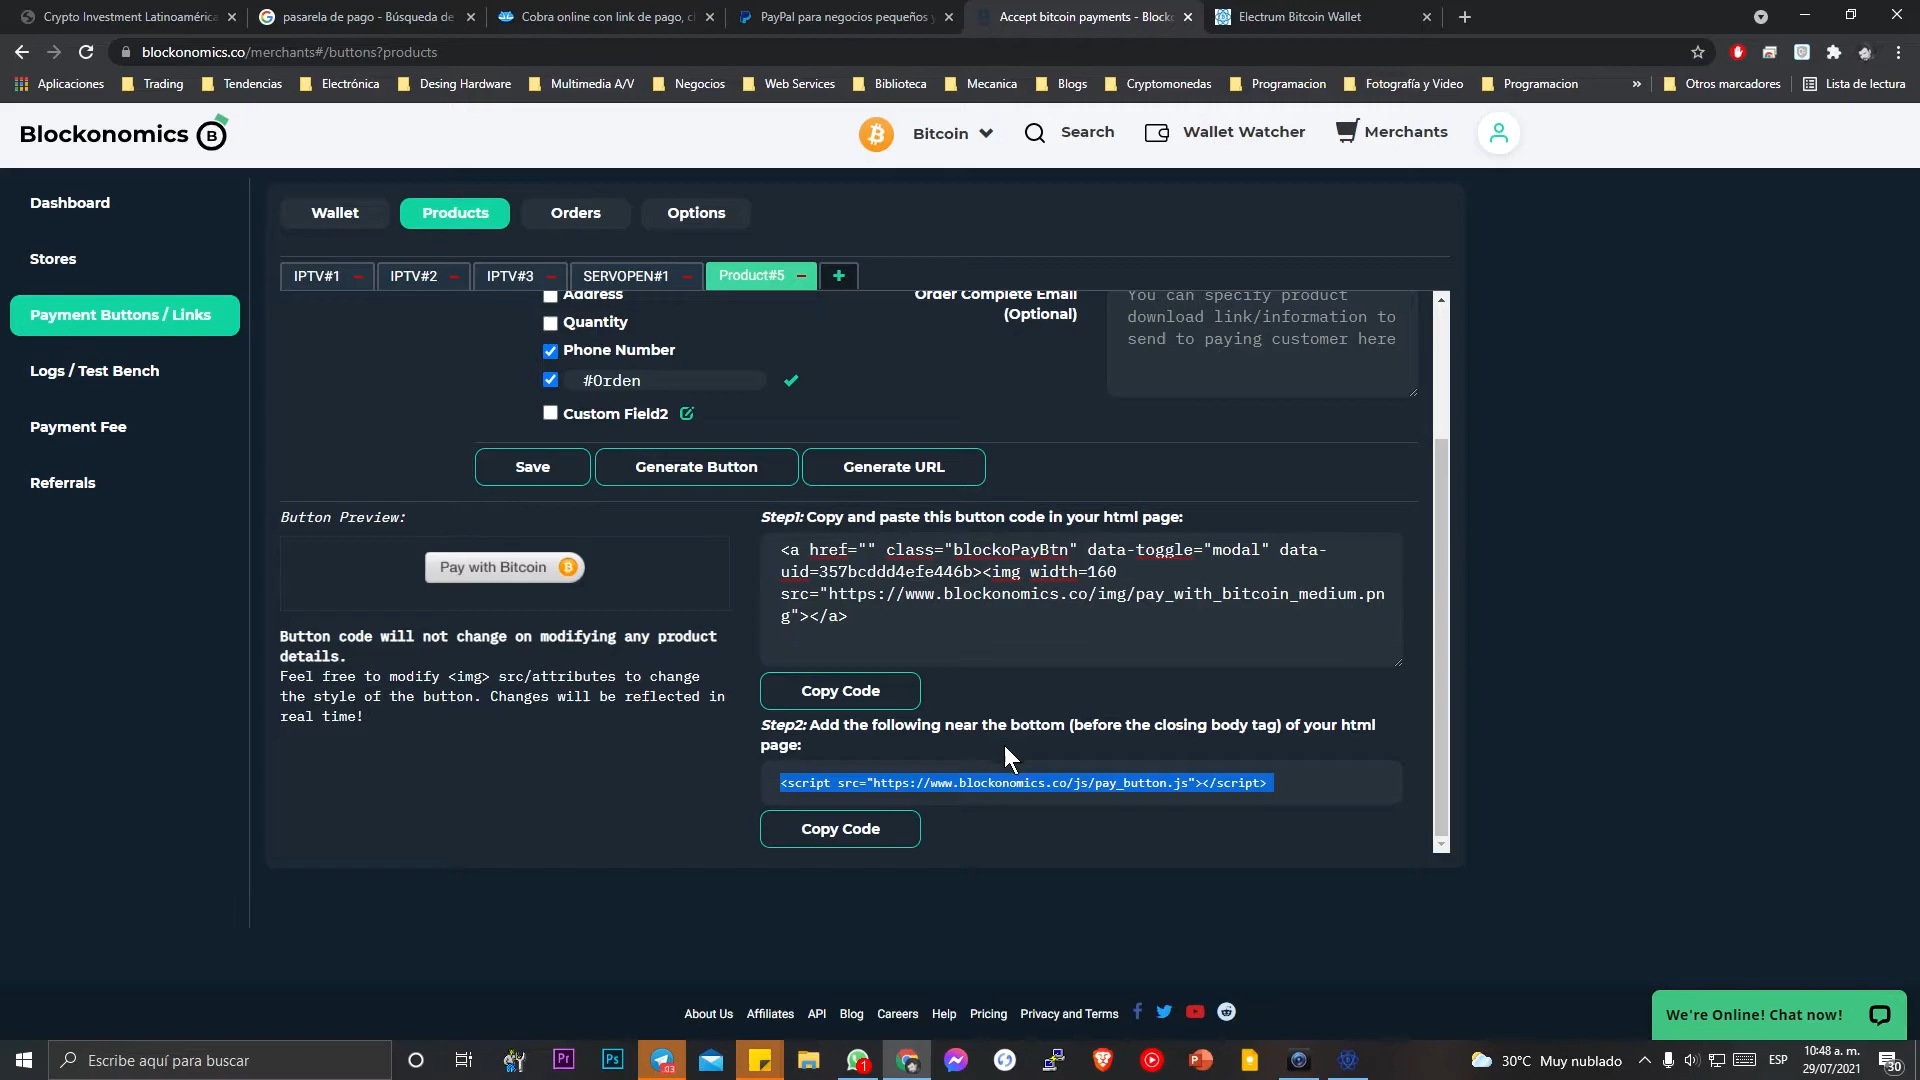 Crypto Investment Latinoaméric
pasarela de pago - Búsqueda de
Cobra online con link de pago, c
PayPal para negocios pequeños y
Accept bitcoin payments - Blocko
Electrum Bitcoin Wallet
blockonomics.co/merchants#/buttons?products
Aplicaciones
Trading
Tendencias
Electrónica
Desing Hardware
Multimedia A/V
Negocios
Web Services
Biblioteca
Mecanica
Blogs
Cryptomonedas
Programacion
Fotografía y Video
Programacion
»
Otros marcadores
Lista de lectura
Blockonomics B
Bitcoin
Search
Wallet Watcher
Merchants
Dashboard
Stores
Payment Buttons / Links
Logs / Test Bench
Payment Fee
Referrals
Wallet
Products
Orders
Options
IPTV#1
IPTV#2
IPTV#3
SERVOPEN#1
Product#5
+
Address
Quantity
Phone Number
#Orden
Custom Field2
Order Complete Email
(Optional)
You can specify product
download link/information to
send to paying customer here
Save
Generate Button
Generate URL
Button Preview:
Pay with Bitcoin
Button code will not change on modifying any product
details.
Feel free to modify <img> src/attributes to change
the style of the button. Changes will be reflected in
real time!
Step1: Copy and paste this button code in your html page:
<a href="" class="blockoPayBtn" data-toggle="modal" data-
uid=357bcddd4efe446b><img width=160
src="https://www.blockonomics.co/img/pay_with_bitcoin_medium.pn
g"></a>
Copy Code
Step2: Add the following near the bottom (before the closing body tag) of your html
page:
<script src="https://www.blockonomics.co/js/pay_button.js"></script>
Copy Code
About Us
Affiliates
API
Blog
Careers
Help
Pricing
Privacy and Terms
We're Online! Chat now!
Escribe aquí para buscar
Pr
Ps
1
30°C Muy nublado
ESP
10:48 a. m.
29/07/2021
30